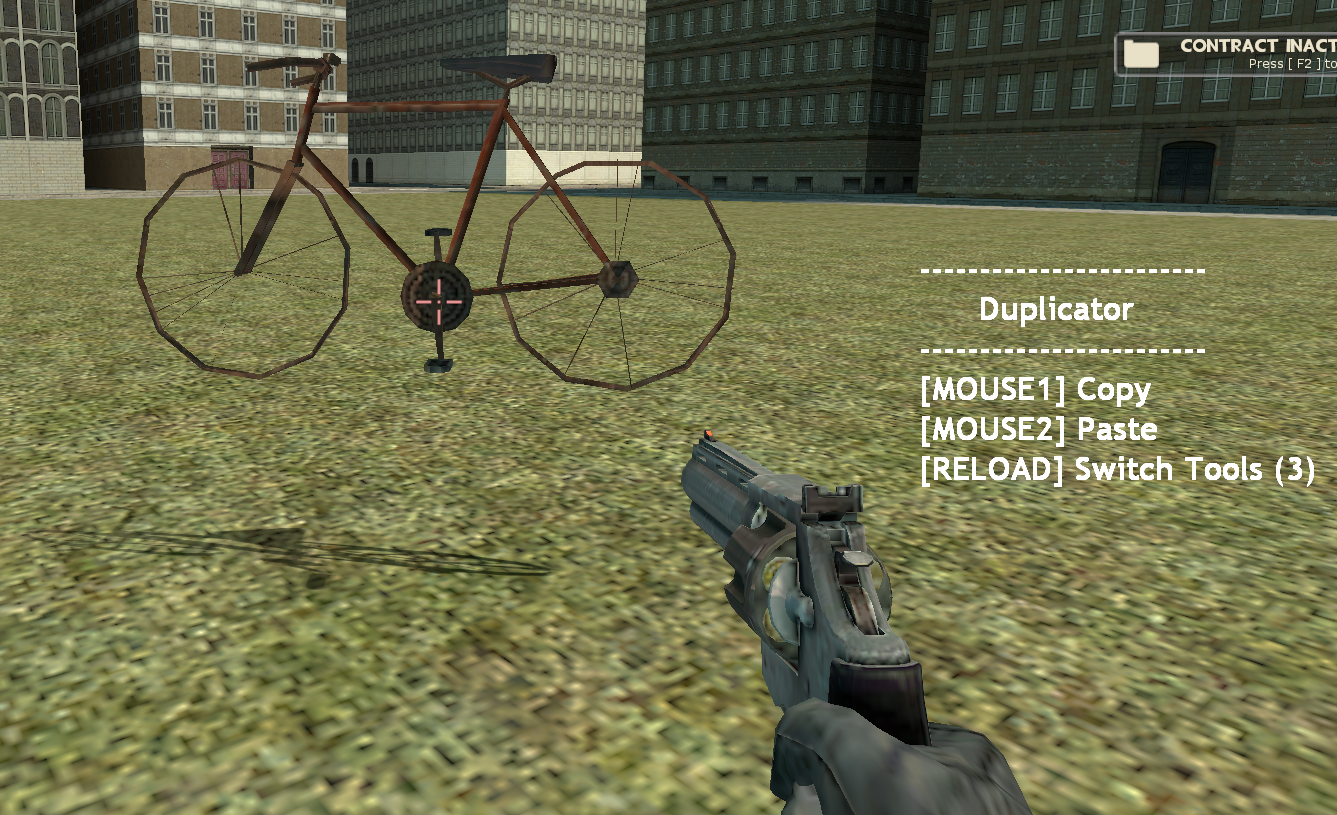 CONTRACT INACT
Press [ F2 ] to
------------------------
Duplicator
------------------------
[MOUSE1] Copy
[MOUSE2] Paste
[RELOAD] Switch Tools (3)